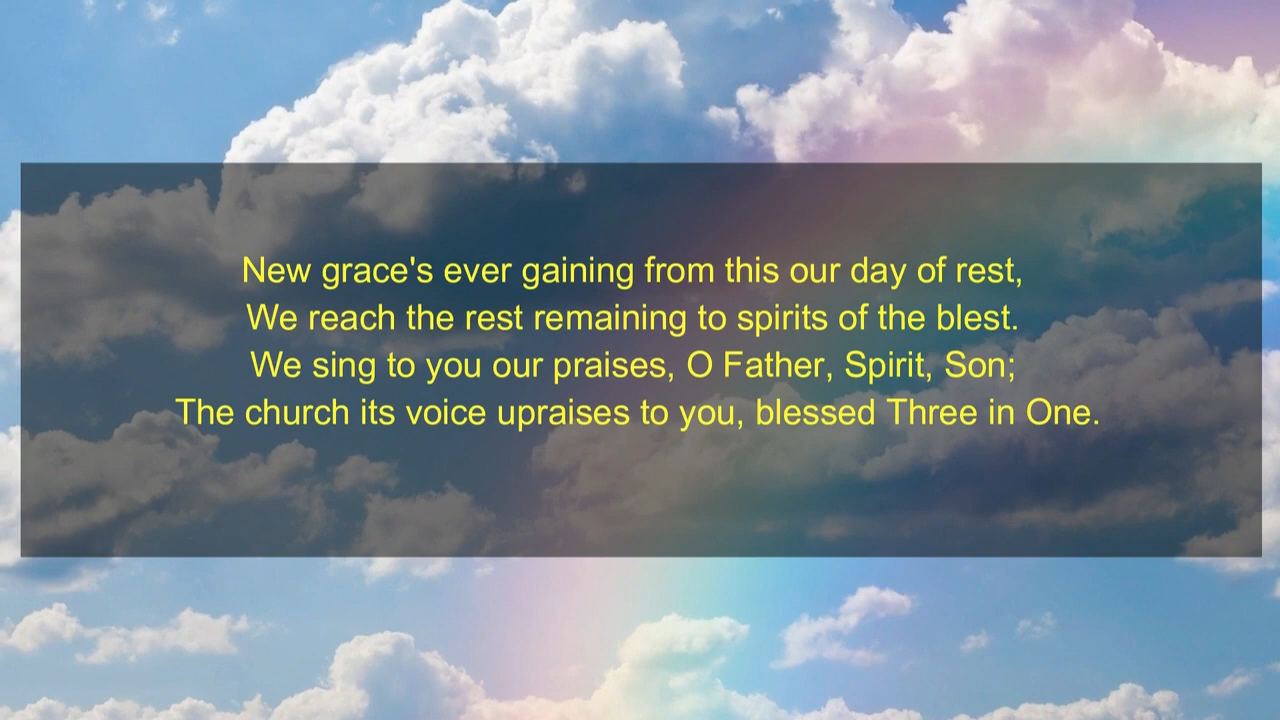 New grace's ever gaining from this our day of rest,
We reach the rest remaining to spirits of the blest.
We sing to you our praises, O Father, Spirit, Son;
The church its voice upraises to you, blessed Three in One.